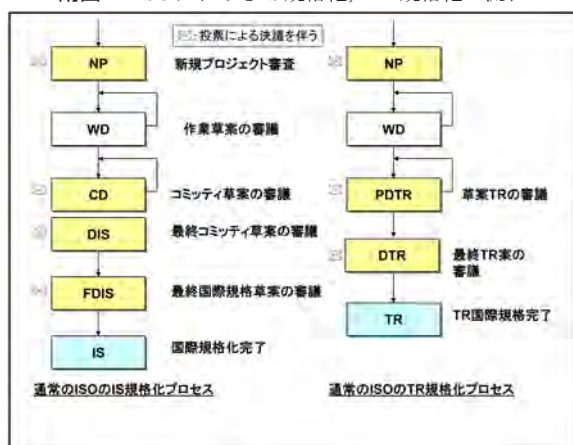 :投票による決議を伴う
NP
新規プロジェクト審査
WD
作業草案の審議
CD
コミッティ草案の審議
DIS
最終コミッティ草案の審議
FDIS
最終国際規格草案の審議
IS
国際規格化完了
通常のISOのIS規格化プロセス
NP
WD
PDTR
草案TRの審議
DTR
最終TR案の
審議
TR
TR国際規格完了
通常のISOのTR規格化プロセス